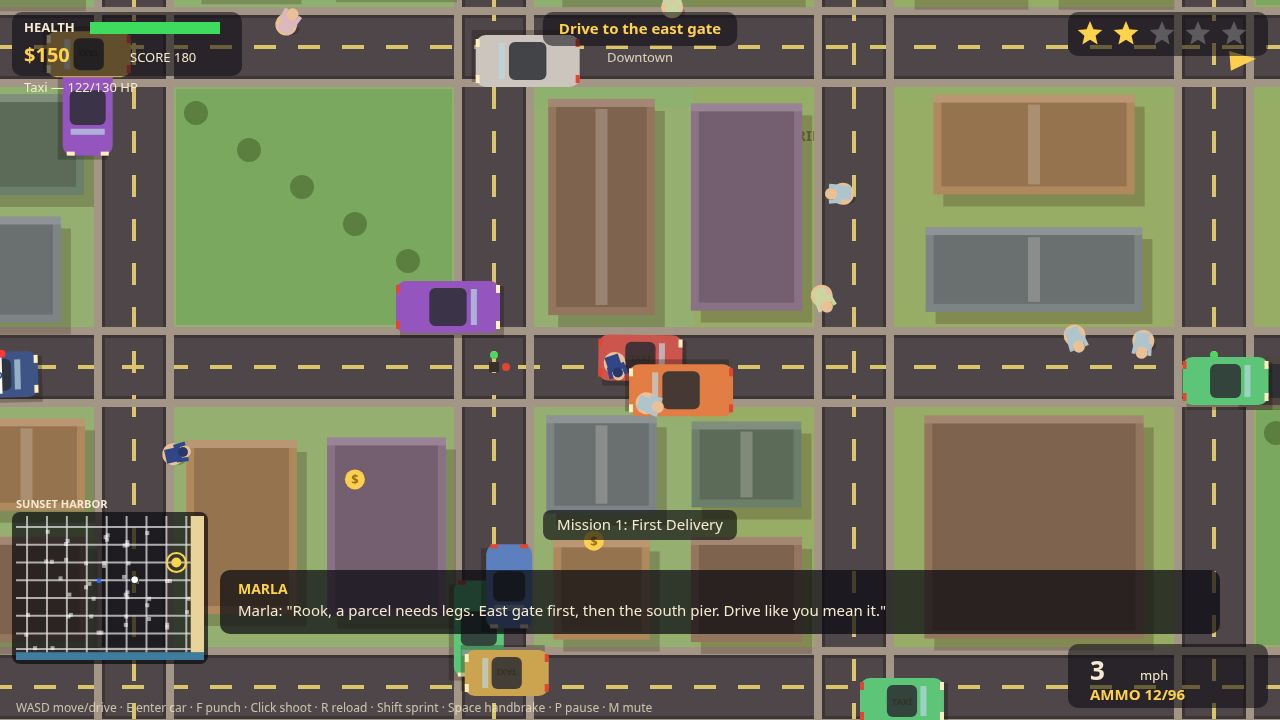 HEALTH
$150
SCORE 180
Taxi — 122/130 HP
Drive to the east gate
Downtown
$
Mission 1: First Delivery
$
SUNSET HARBOR
MARLA
Marla: "Rook, a parcel needs legs. East gate first, then the south pier. Drive like you mean it."
TAXI
TAXI
3 mph
AMMO 12/96
WASD move/drive · E enter car · F punch · Click shoot · R reload · Shift sprint · Space handbrake · P pause · M mute